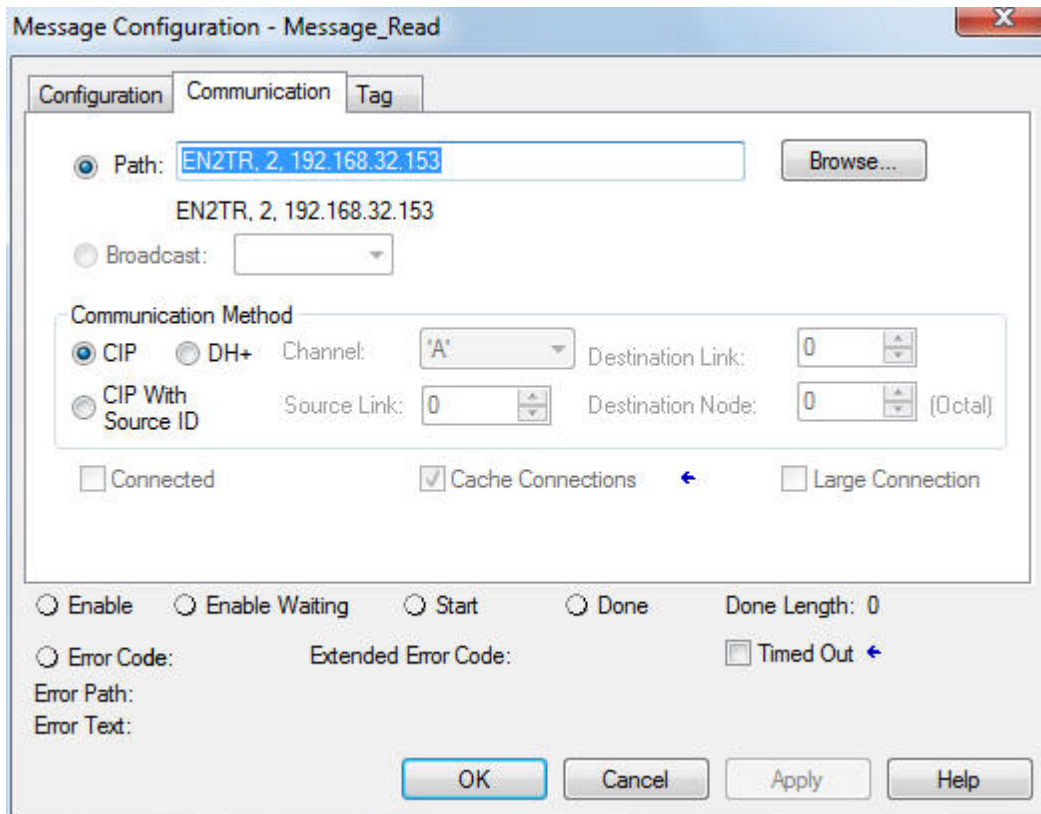 Message Configuration - Message_Read
Configuration Communication Tag
Path: EN2TR, 2, 192.168.32.153 Browse...
EN2TR, 2, 192.168.32.153
Broadcast:
Communication Method
CIP DH+ Channel: 'A' Destination Link: 0
CIP With
Source ID Source Link: 0 Destination Node: 0 (Octal)
Connected Cache Connections Large Connection
Enable Enable Waiting Start Done Done Length: 0
Error Code: Extended Error Code: Timed Out
Error Path:
Error Text:
OK Cancel Apply Help